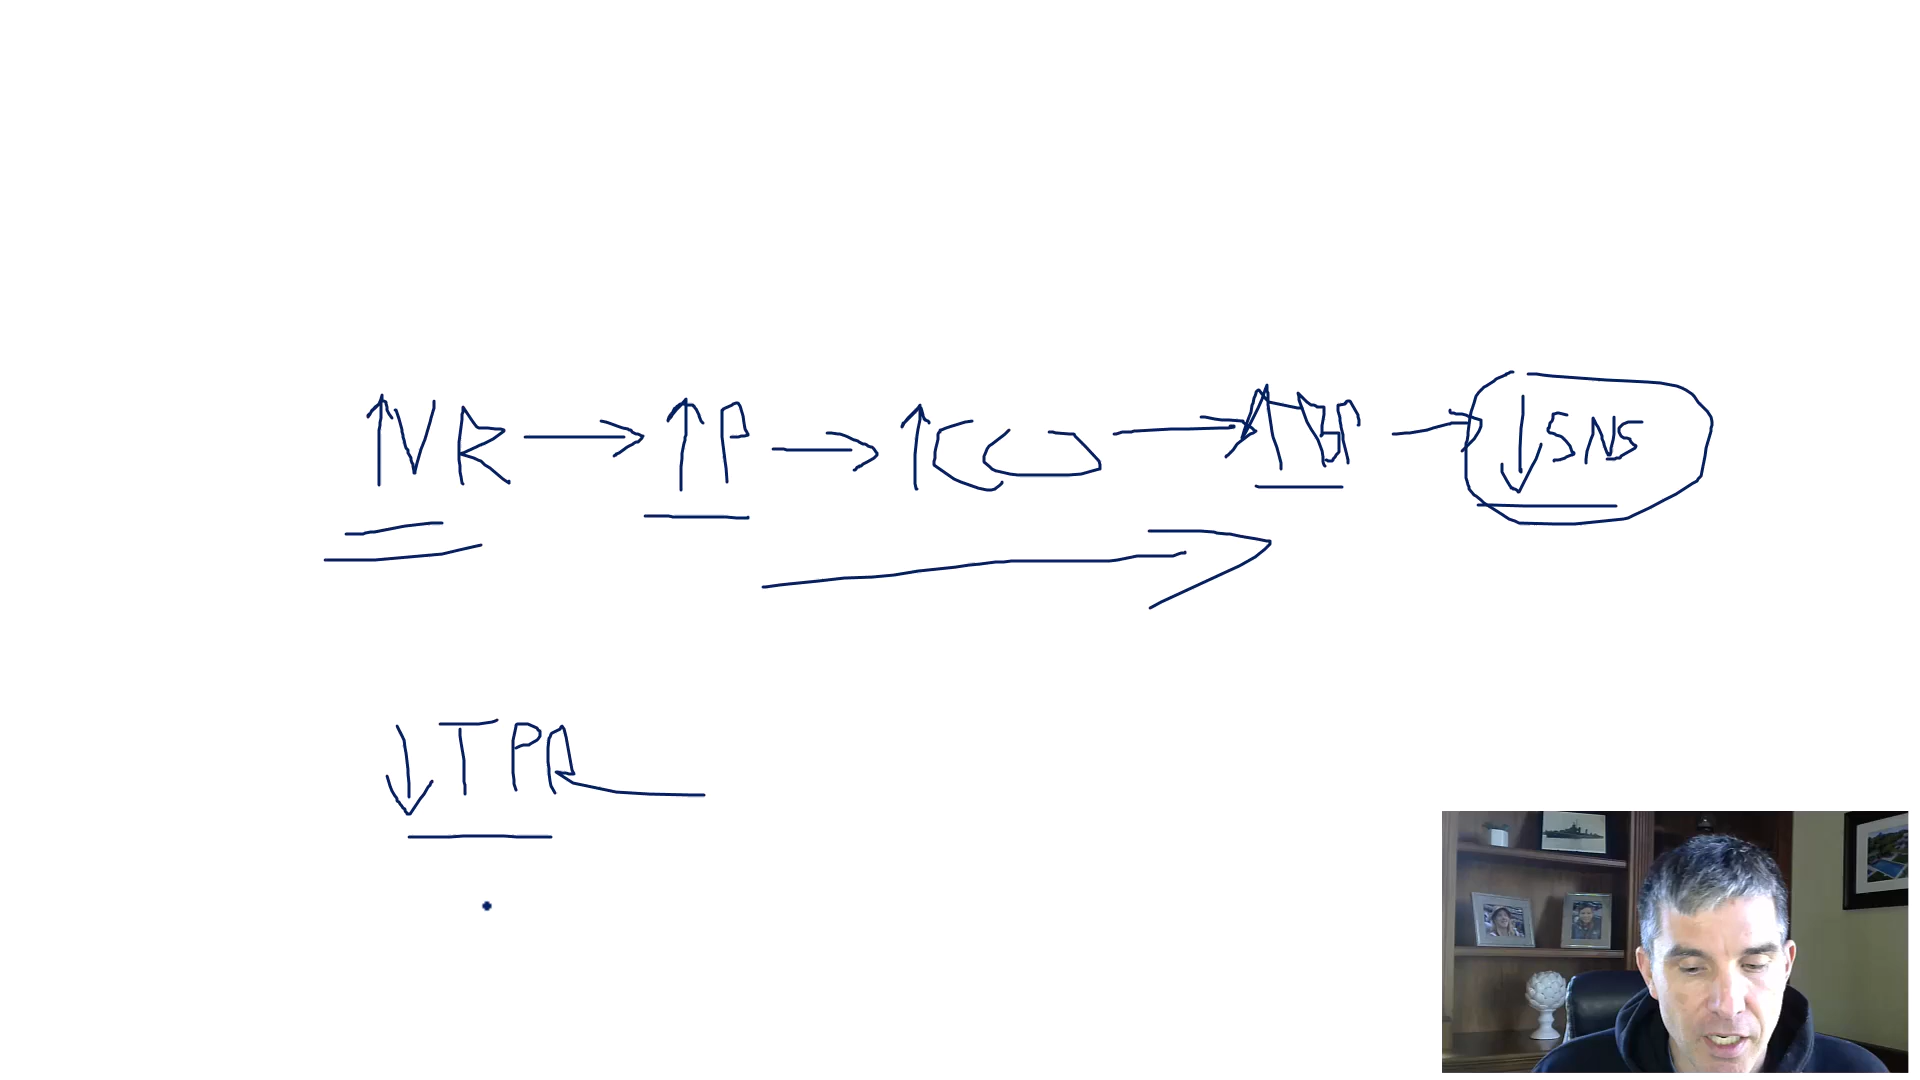 ↑VR → ↑P → ↑CO → ↑BP → ↓SNS
↓TPR